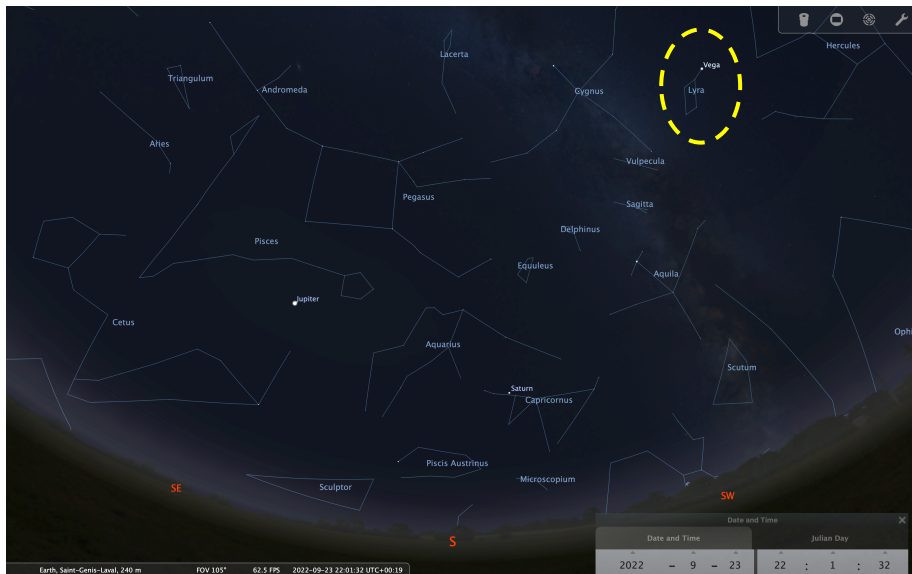 Hercules
Lacerta
Vega
Triangulum
Andromeda
Cygnus
Lyra
Aries
Vulpecula
Pegasus
Sagitta
Delphinus
Pisces
Equuleus
Aquila
Jupiter
Cetus
Ophi
Aquarius
Scutum
Saturn
Capricornus
Piscis Austrinus
Microscopium
Sculptor
SE
SW
S
Date and Time
Date and Time Julian Day
2022 - 9 - 23 22 : 1 : 32
Earth, Saint-Genis-Laval, 240 m FOV 105° 62.5 FPS 2022-09-23 22:01:32 UTC+00:19